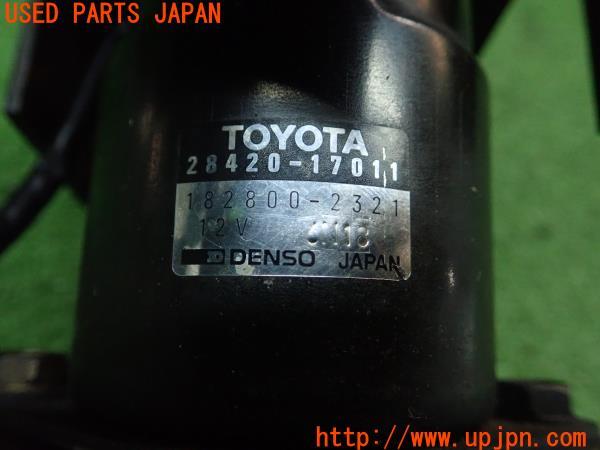 USED PARTS JAPAN
TOYOTA
28420-17011
182800-2321
12V
DENSO JAPAN
http://www.upjpn.com